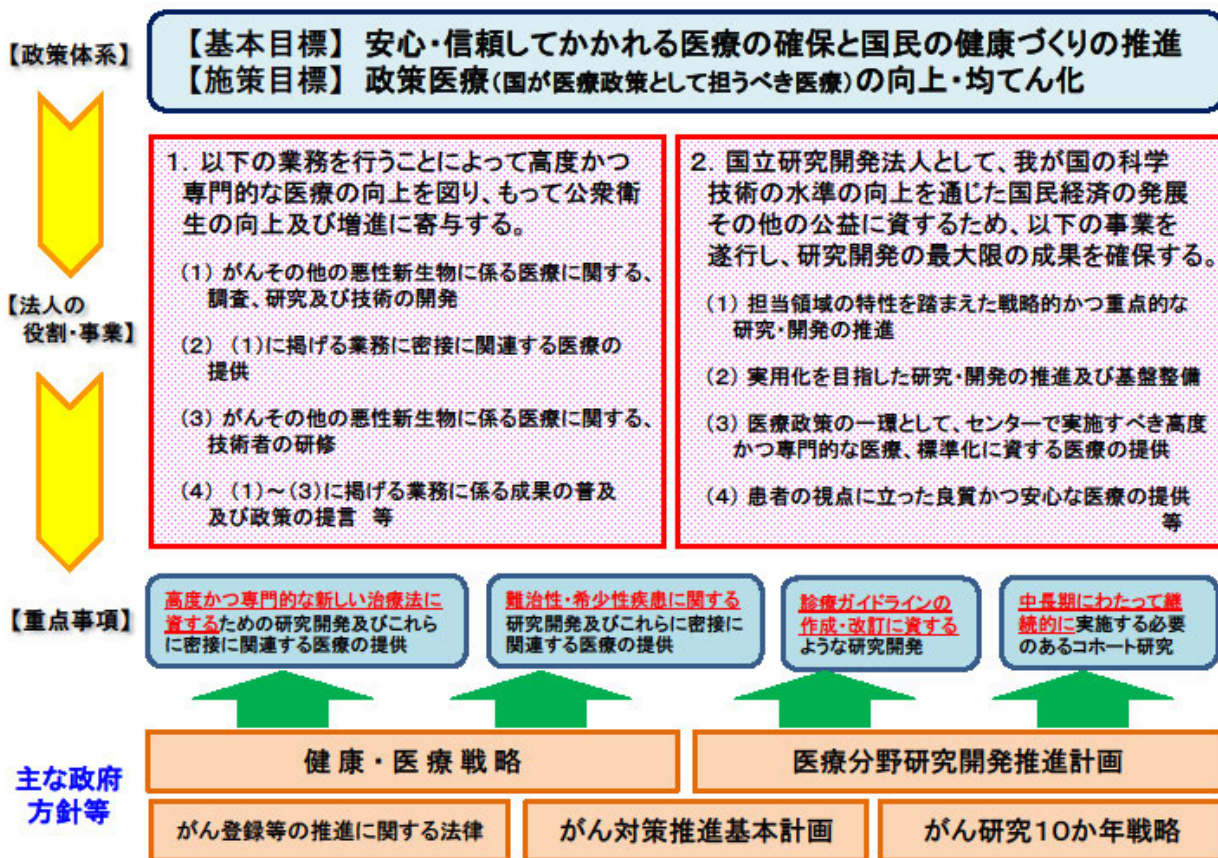 【政策体系】
【基本目標】 安心・信頼してかかれる医療の確保と国民の健康づくりの推進
【施策目標】 政策医療(国が医療政策として担うべき医療)の向上・均てん化
【法人の
役割・事業】
1. 以下の業務を行うことによって高度かつ
専門的な医療の向上を図り、もって公衆衛
生の向上及び増進に寄与する。
(1) がんその他の悪性新生物に係る医療に関する、
調査、研究及び技術の開発
(2) (1)に掲げる業務に密接に関連する医療の
提供
(3) がんその他の悪性新生物に係る医療に関する、
技術者の研修
(4) (1)~(3)に掲げる業務に係る成果の普及
及び政策の提言 等
2. 国立研究開発法人として、我が国の科学
技術の水準の向上を通じた国民経済の発展
その他の公益に資するため、以下の事業を
遂行し、研究開発の最大限の成果を確保する。
(1) 担当領域の特性を踏まえた戦略的かつ重点的な
研究・開発の推進
(2) 実用化を目指した研究・開発の推進及び基盤整備
(3) 医療政策の一環として、センターで実施すべき高度
かつ専門的な医療、標準化に資する医療の提供
(4) 患者の視点に立った良質かつ安心な医療の提供
等
【重点事項】
高度かつ専門的な新しい治療法に
資するための研究開発及びこれら
に密接に関連する医療の提供
難治性・希少性疾患に関する
研究開発及びこれらに密接に
関連する医療の提供
診療ガイドラインの
作成・改訂に資する
ような研究開発
中長期にわたって継
続的に実施する必要
のあるコホート研究
主な政府
方針等
健康・医療戦略
医療分野研究開発推進計画
がん登録等の推進に関する法律
がん対策推進基本計画
がん研究10か年戦略